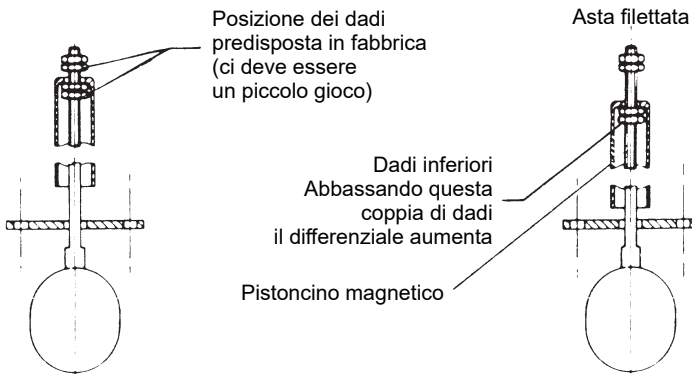 Posizione dei dadi
predisposta in fabbrica
(ci deve essere
un piccolo gioco)
Asta filettata
Dadi inferiori
Abbassando questa
coppia di dadi
il differenziale aumenta
Pistoncino magnetico